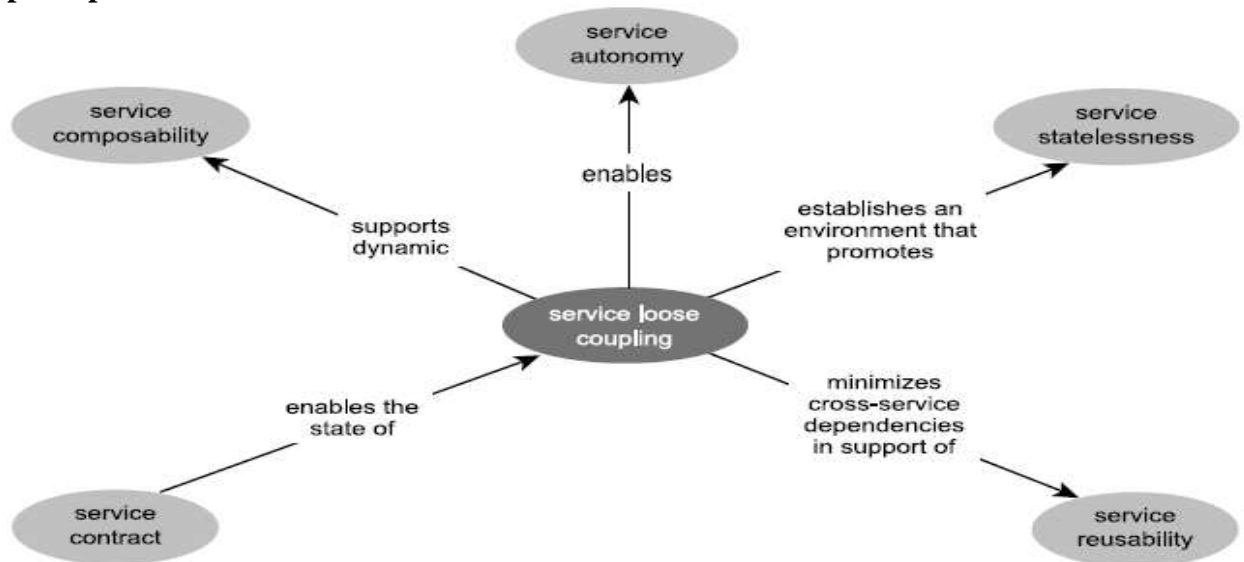 service
autonomy
service
composability
service
statelessness
enables
supports
dynamic
establishes an
environment that
promotes
service loose
coupling
enables the
state of
minimizes
cross-service
dependencies
in support of
service
contract
service
reusability